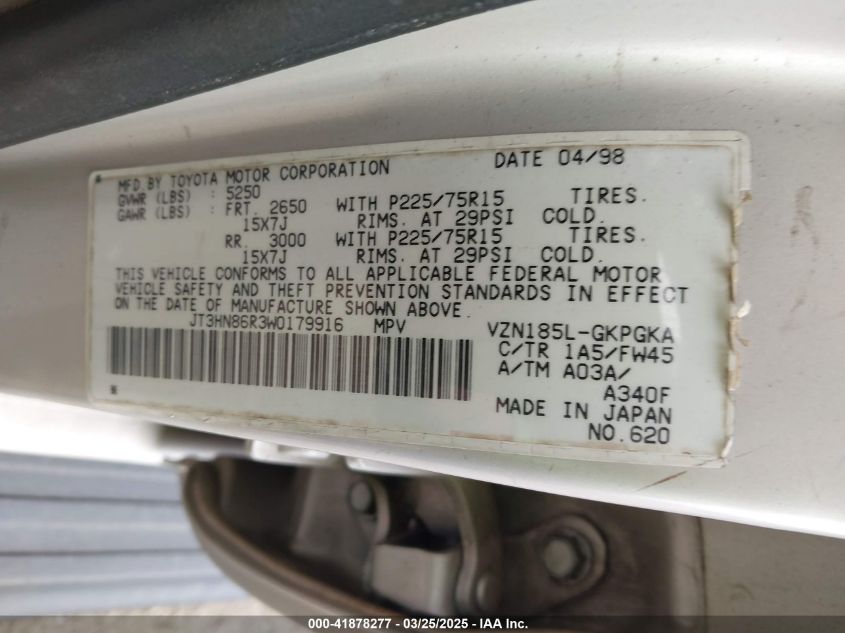 MFD BY TOYOTA MOTOR CORPORATION DATE 04/98
GVWR (LBS) : 5250
GAWR (LBS) : FRT. 2650 WITH P225/75R15 TIRES.
15X7J RIMS. AT 29PSI COLD.
RR. 3000 WITH P225/75R15 TIRES.
15X7J RIMS. AT 29PSI COLD.
THIS VEHICLE CONFORMS TO ALL APPLICABLE FEDERAL MOTOR
VEHICLE SAFETY AND THEFT PREVENTION STANDARDS IN EFFECT
ON THE DATE OF MANUFACTURE SHOWN ABOVE.
JT3HN86R3W0179916 MPV VZN185L-GKPGKA
C/TR 1A5/FW45
A/TM A03A/
A340F
MADE IN JAPAN
NO.620
000-41878277 - 03/25/2025 - IAA Inc.